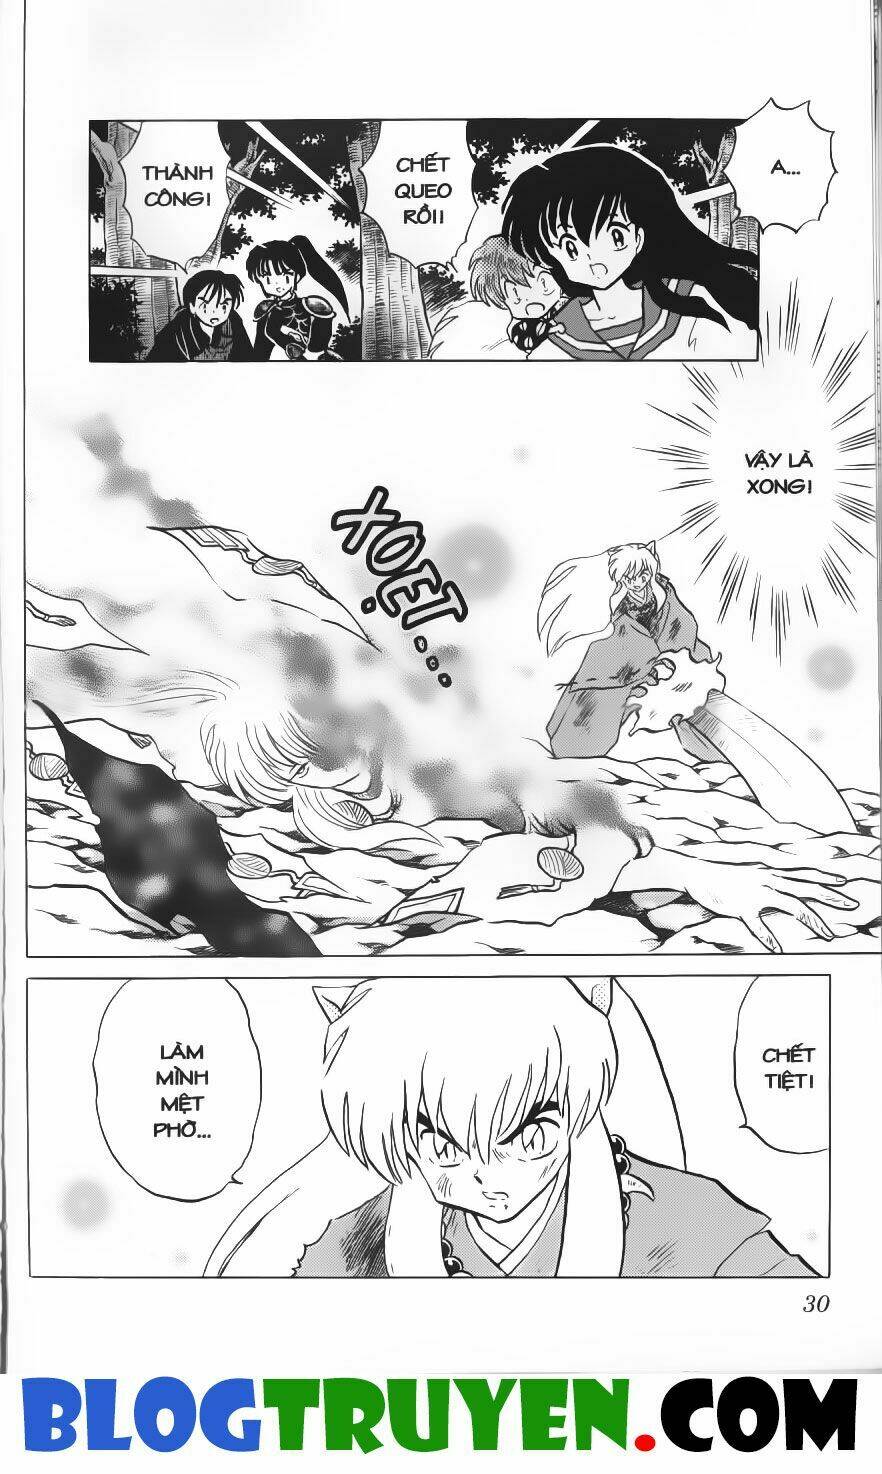 A...
CHẾT
QUEO
RỒI!
THÀNH
CÔNG!
VẬY LÀ
XONG!
XOẸT...
CHẾT
TIỆT!
LÀM
MÌNH
MỆT
PHỜ...
30
BLOGTRUYEN.COM